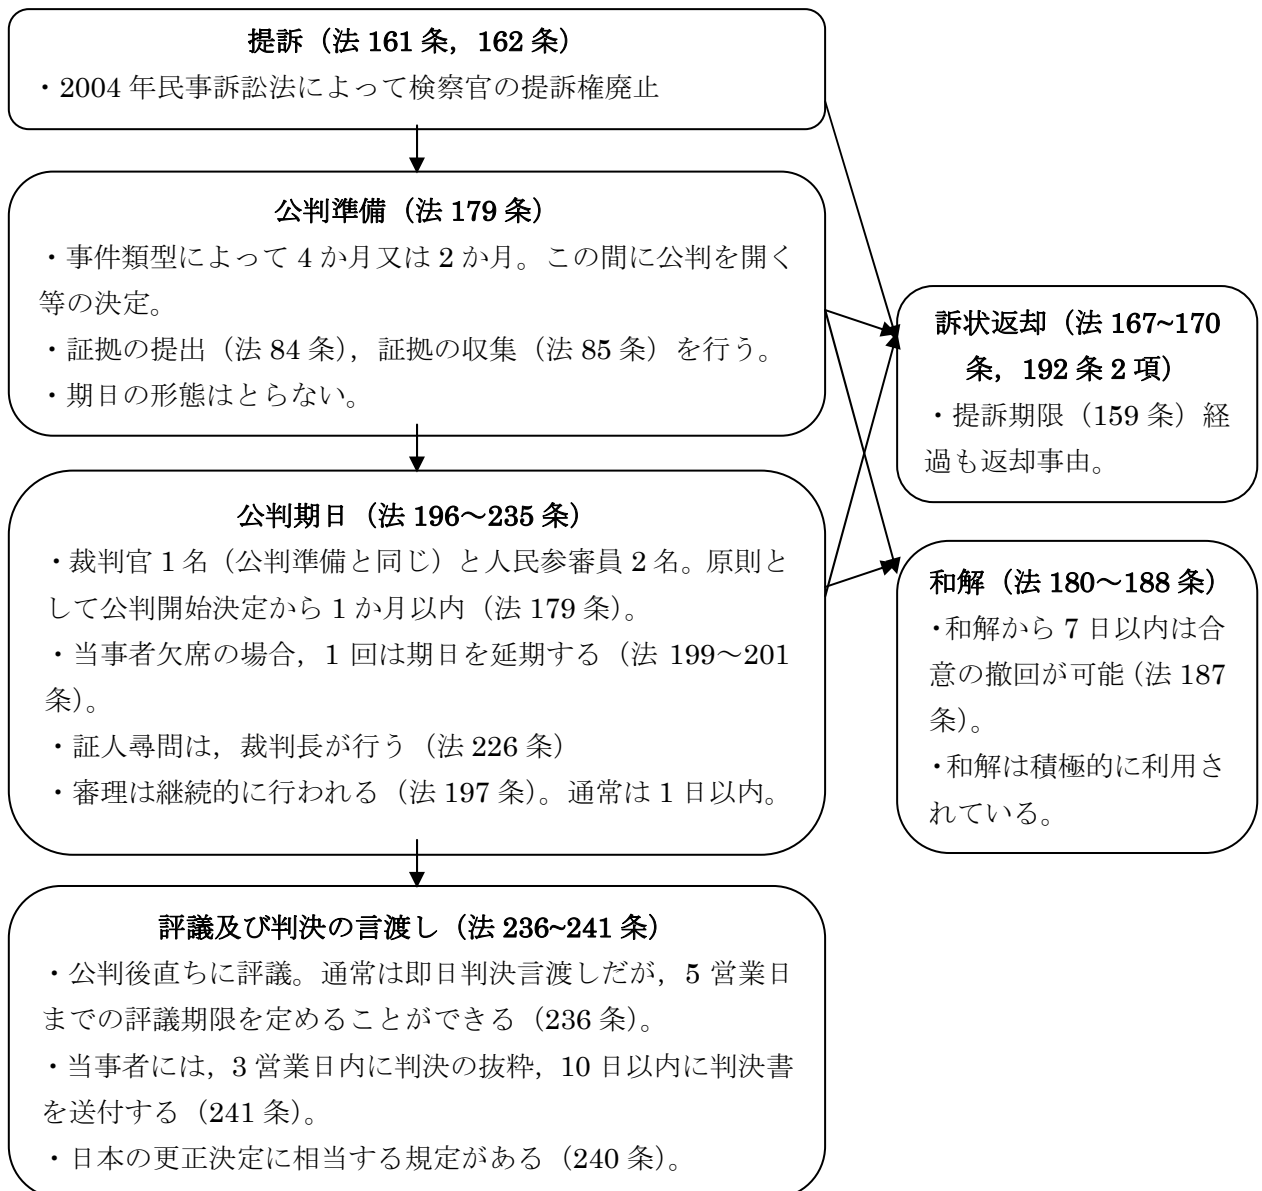 提訴（法 161 条，162 条）
・2004 年民事訴訟法によって検察官の提訴権廃止
公判準備（法 179 条）
・事件類型によって 4 か月又は 2 か月。この間に公判を開く
等の決定。
・証拠の提出（法 84 条），証拠の収集（法 85 条）を行う。
・期日の形態はとらない。
公判期日（法 196～235 条）
・裁判官 1 名（公判準備と同じ）と人民参審員 2 名。原則と
して公判開始決定から 1 か月以内（法 179 条）。
・当事者欠席の場合，1 回は期日を延期する（法 199～201
条）。
・証人尋問は，裁判長が行う（法 226 条）
・審理は継続的に行われる（法 197 条）。通常は 1 日以内。
評議及び判決の言渡し（法 236~241 条）
・公判後直ちに評議。通常は即日判決言渡しだが，5 営業日
までの評議期限を定めることができる（236 条）。
・当事者には，3 営業日内に判決の抜粋，10 日以内に判決書
を送付する（241 条）。
・日本の更正決定に相当する規定がある（240 条）。
訴状返却（法 167~170
条，192 条 2 項）
・提訴期限（159 条）経
過も返却事由。
和解（法 180～188 条）
・和解から 7 日以内は合
意の撤回が可能（法 187
条）。
・和解は積極的に利用さ
れている。